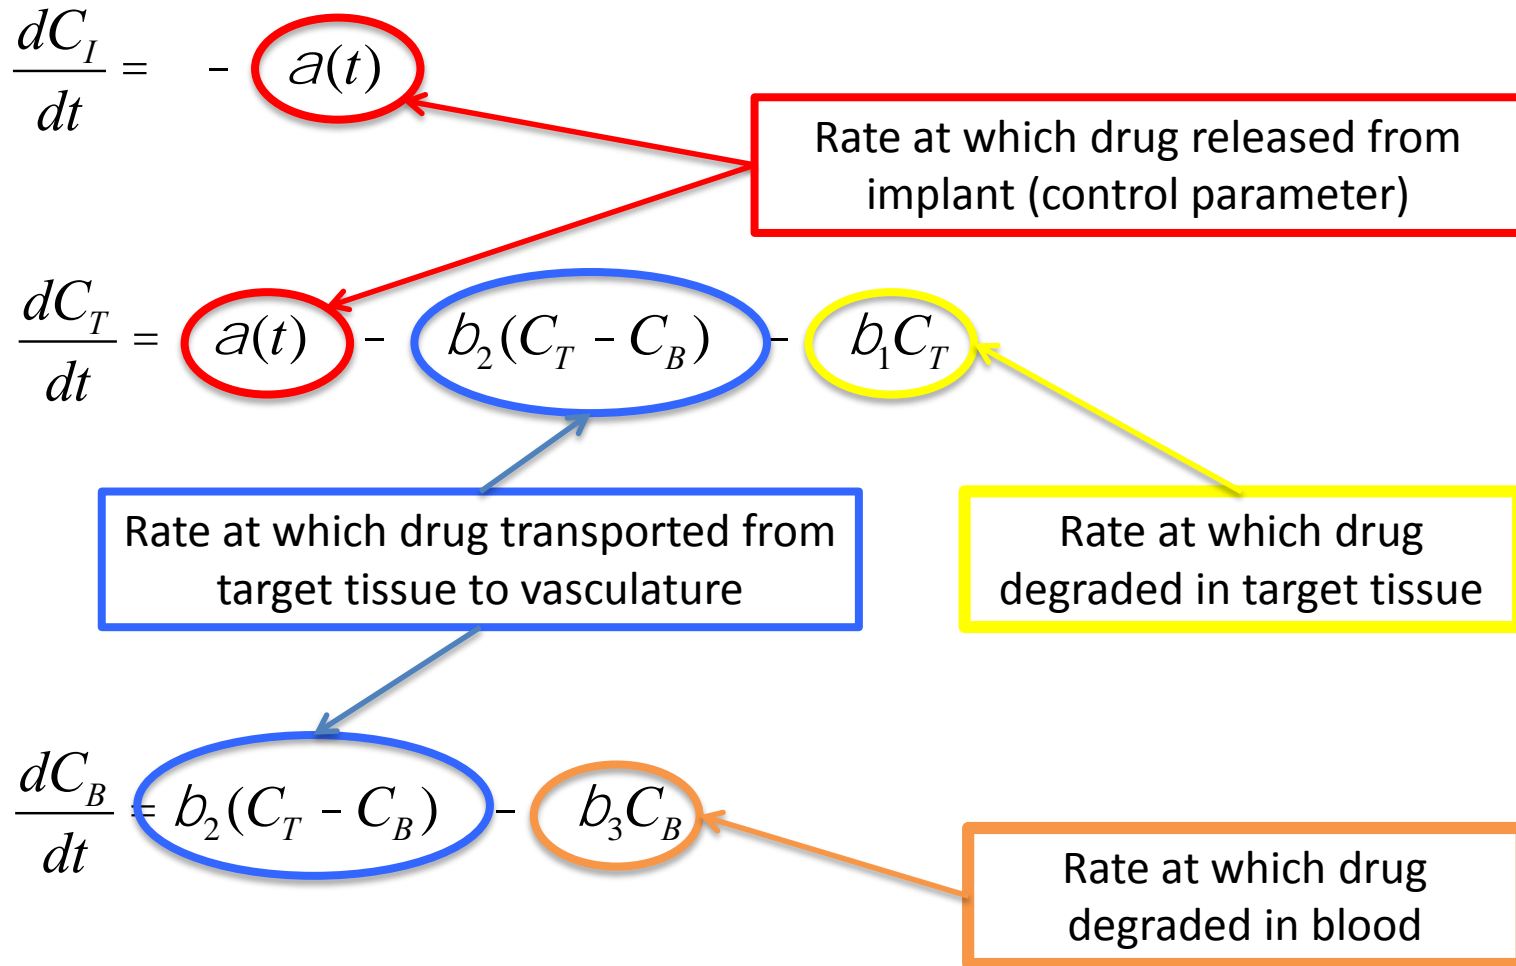 dC_I/dt = - a(t)
Rate at which drug released from
implant (control parameter)
dC_T/dt = a(t) - b_2(C_T - C_B) - b_1C_T
Rate at which drug transported from
target tissue to vasculature
Rate at which drug
degraded in target tissue
dC_B/dt = b_2(C_T - C_B) - b_3C_B
Rate at which drug
degraded in blood